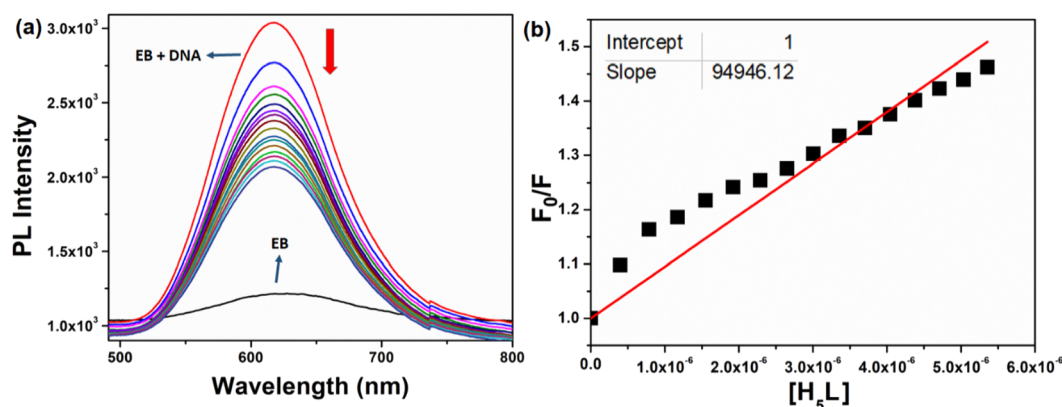 (a)
3.0x10³
2.5x10³
2.0x10³
1.5x10³
1.0x10³
PL Intensity
EB + DNA
EB
500
600
700
800
Wavelength (nm)
(b)
1.5
1.4
1.3
1.2
1.1
1.0
F₀/F
Intercept 1
Slope 94946.12
0.0
1.0x10⁻⁶
2.0x10⁻⁶
3.0x10⁻⁶
4.0x10⁻⁶
5.0x10⁻⁶
6.0x10⁻⁶
[H₅L]